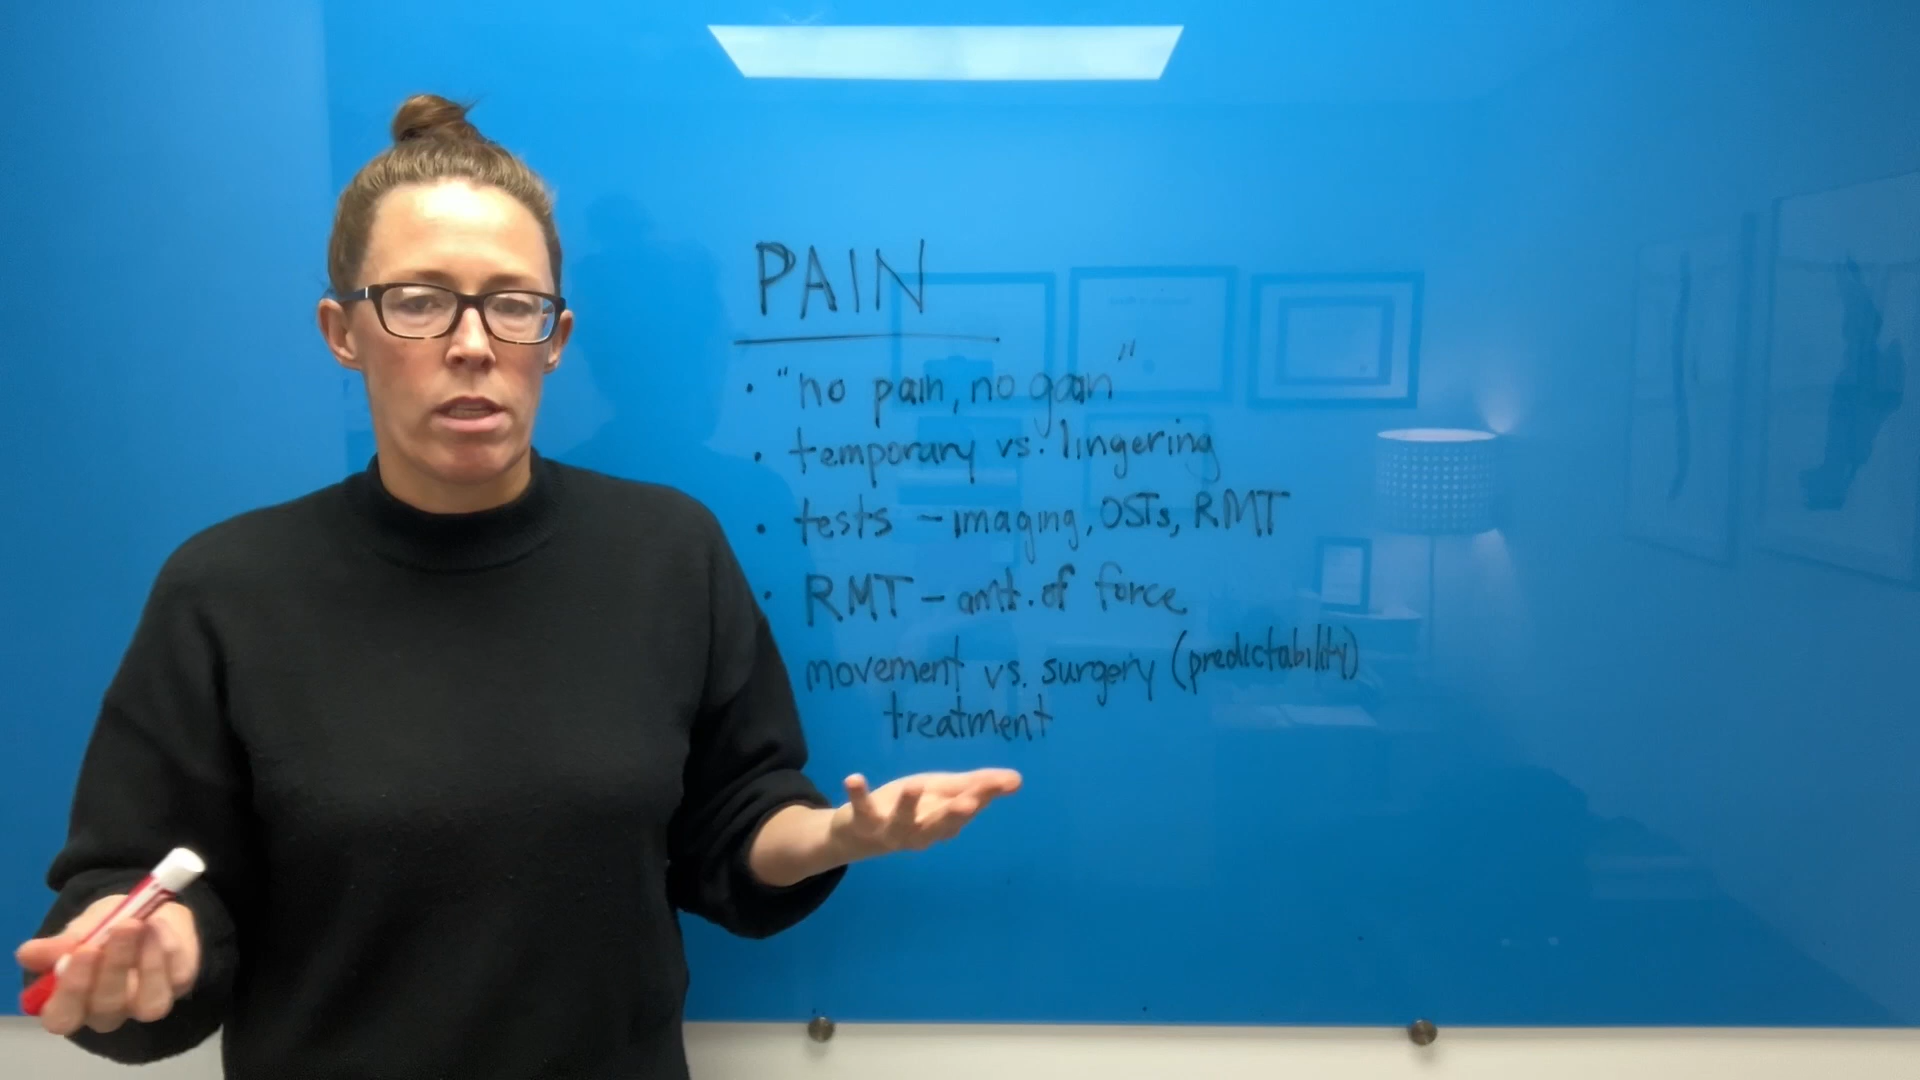 PAIN
• "no pain, no gain"
• temporary vs. lingering
• tests - imaging, OSTs, RMT
• RMT - amt. of force
movement vs. surgery (predictability)
treatment